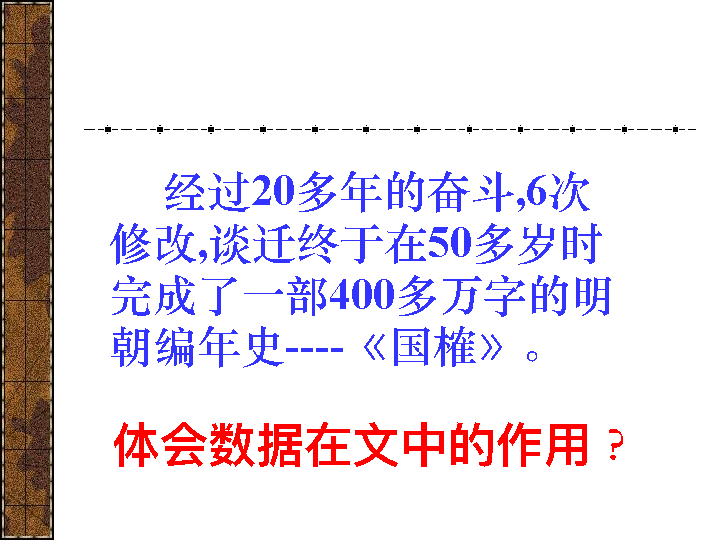 经过20多年的奋斗,6次
修改,谈迁终于在50多岁时
完成了一部400多万字的明
朝编年史----《国榷》。
体会数据在文中的作用？